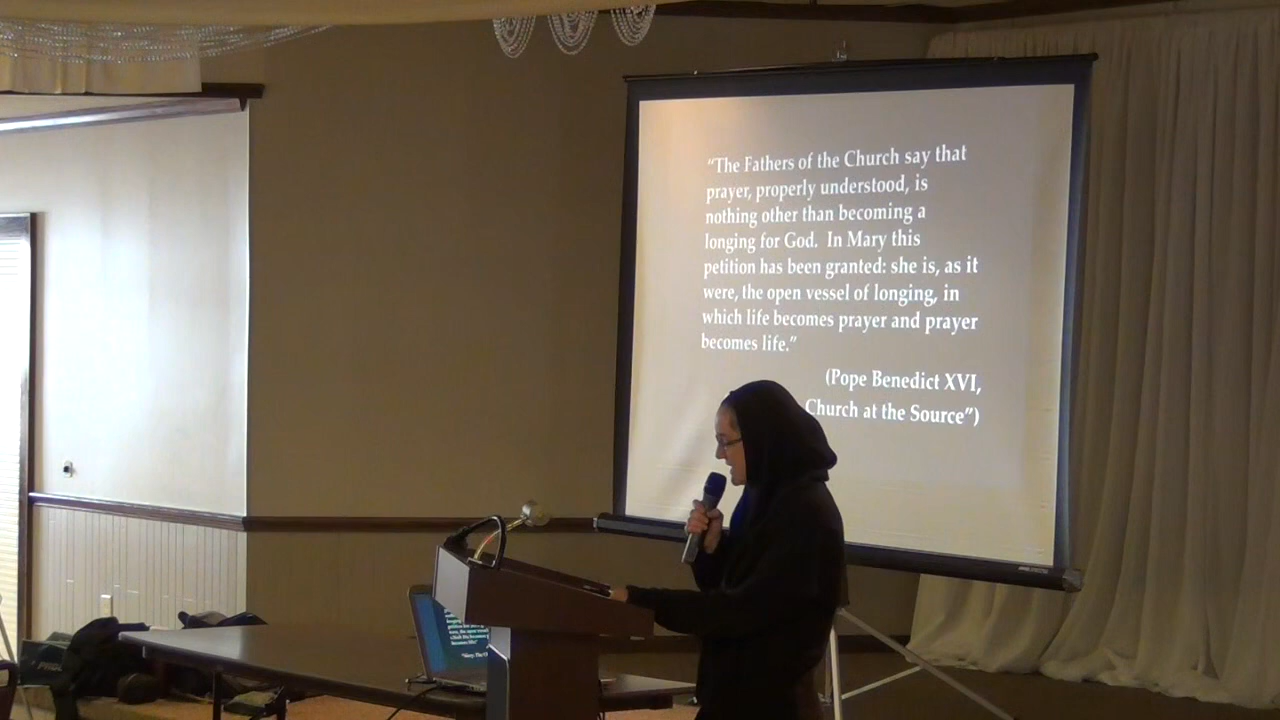 “The Fathers of the Church say that
prayer, properly understood, is
nothing other than becoming a
longing for God.  In Mary this
petition has been granted: she is, as it
were, the open vessel of longing, in
which life becomes prayer and prayer
becomes life.”
(Pope Benedict XVI,
Church at the Source”)